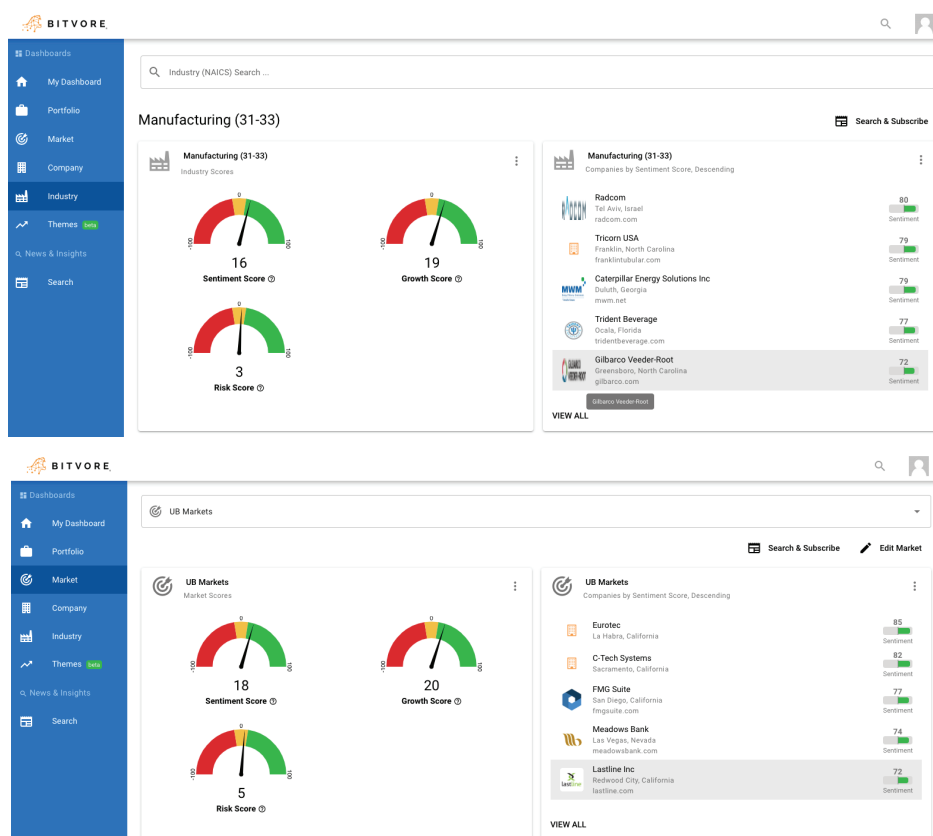 BITVORE
Dashboards
My Dashboard
Portfolio
Market
Company
Industry
Themes beta
News & Insights
Search
Industry (NAICS) Search ...
Manufacturing (31-33)
Search & Subscribe
Manufacturing (31-33)
Industry Scores
-100 0 100
16
Sentiment Score
-100 0 100
19
Growth Score
-100 0 100
3
Risk Score
Manufacturing (31-33)
Companies by Sentiment Score, Descending
RADCOM
Radcom
Tel Aviv, Israel
radcom.com
80
Sentiment
Tricorn USA
Franklin, North Carolina
franklintubular.com
79
Sentiment
MWM
Caterpillar Energy Solutions Inc
Duluth, Georgia
mwm.net
79
Sentiment
Trident Beverage
Ocala, Florida
tridentbeverage.com
77
Sentiment
GILBARCO
VEEDER-ROOT
Gilbarco Veeder-Root
Greensboro, North Carolina
gilbarco.com
72
Sentiment
Gilbarco Veeder-Root
VIEW ALL
BITVORE
Dashboards
My Dashboard
Portfolio
Market
Company
Industry
Themes beta
News & Insights
Search
UB Markets
Search & Subscribe
Edit Market
UB Markets
Market Scores
-100 0 100
18
Sentiment Score
-100 0 100
20
Growth Score
-100 0 100
5
Risk Score
UB Markets
Companies by Sentiment Score, Descending
Eurotec
La Habra, California
85
Sentiment
C-Tech Systems
Sacramento, California
82
Sentiment
FMG Suite
San Diego, California
fmgsuite.com
77
Sentiment
Meadows Bank
Las Vegas, Nevada
meadowsbank.com
74
Sentiment
lastline
Lastline Inc
Redwood City, California
lastline.com
72
Sentiment
VIEW ALL